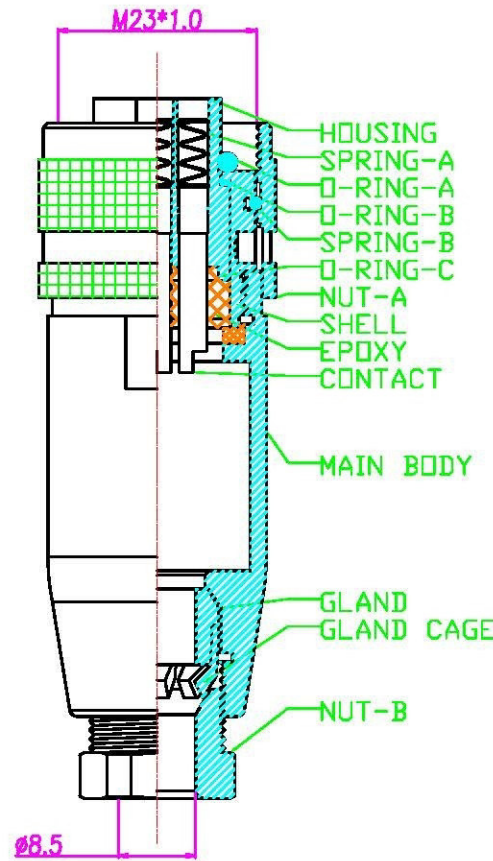 M23*1.0
HOUSING
SPRING-A
O-RING-A
O-RING-B
SPRING-B
O-RING-C
NUT-A
SHELL
EPOXY
CONTACT
MAIN BODY
GLAND
GLAND CAGE
NUT-B
ø8.5